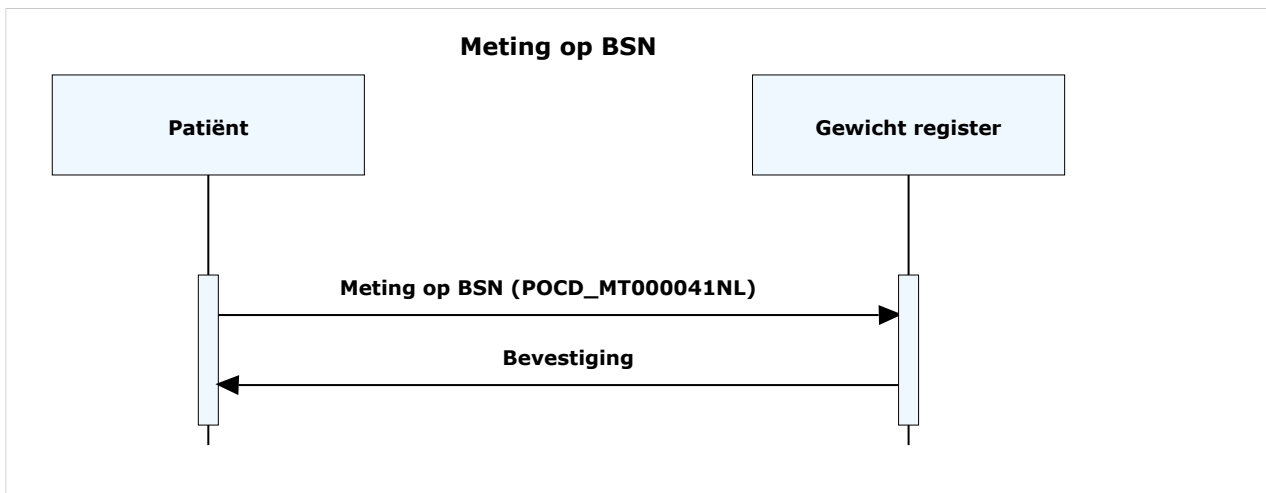 Meting op BSN
Patiënt
Gewicht register
Meting op BSN (POCD_MT000041NL)
Bevestiging